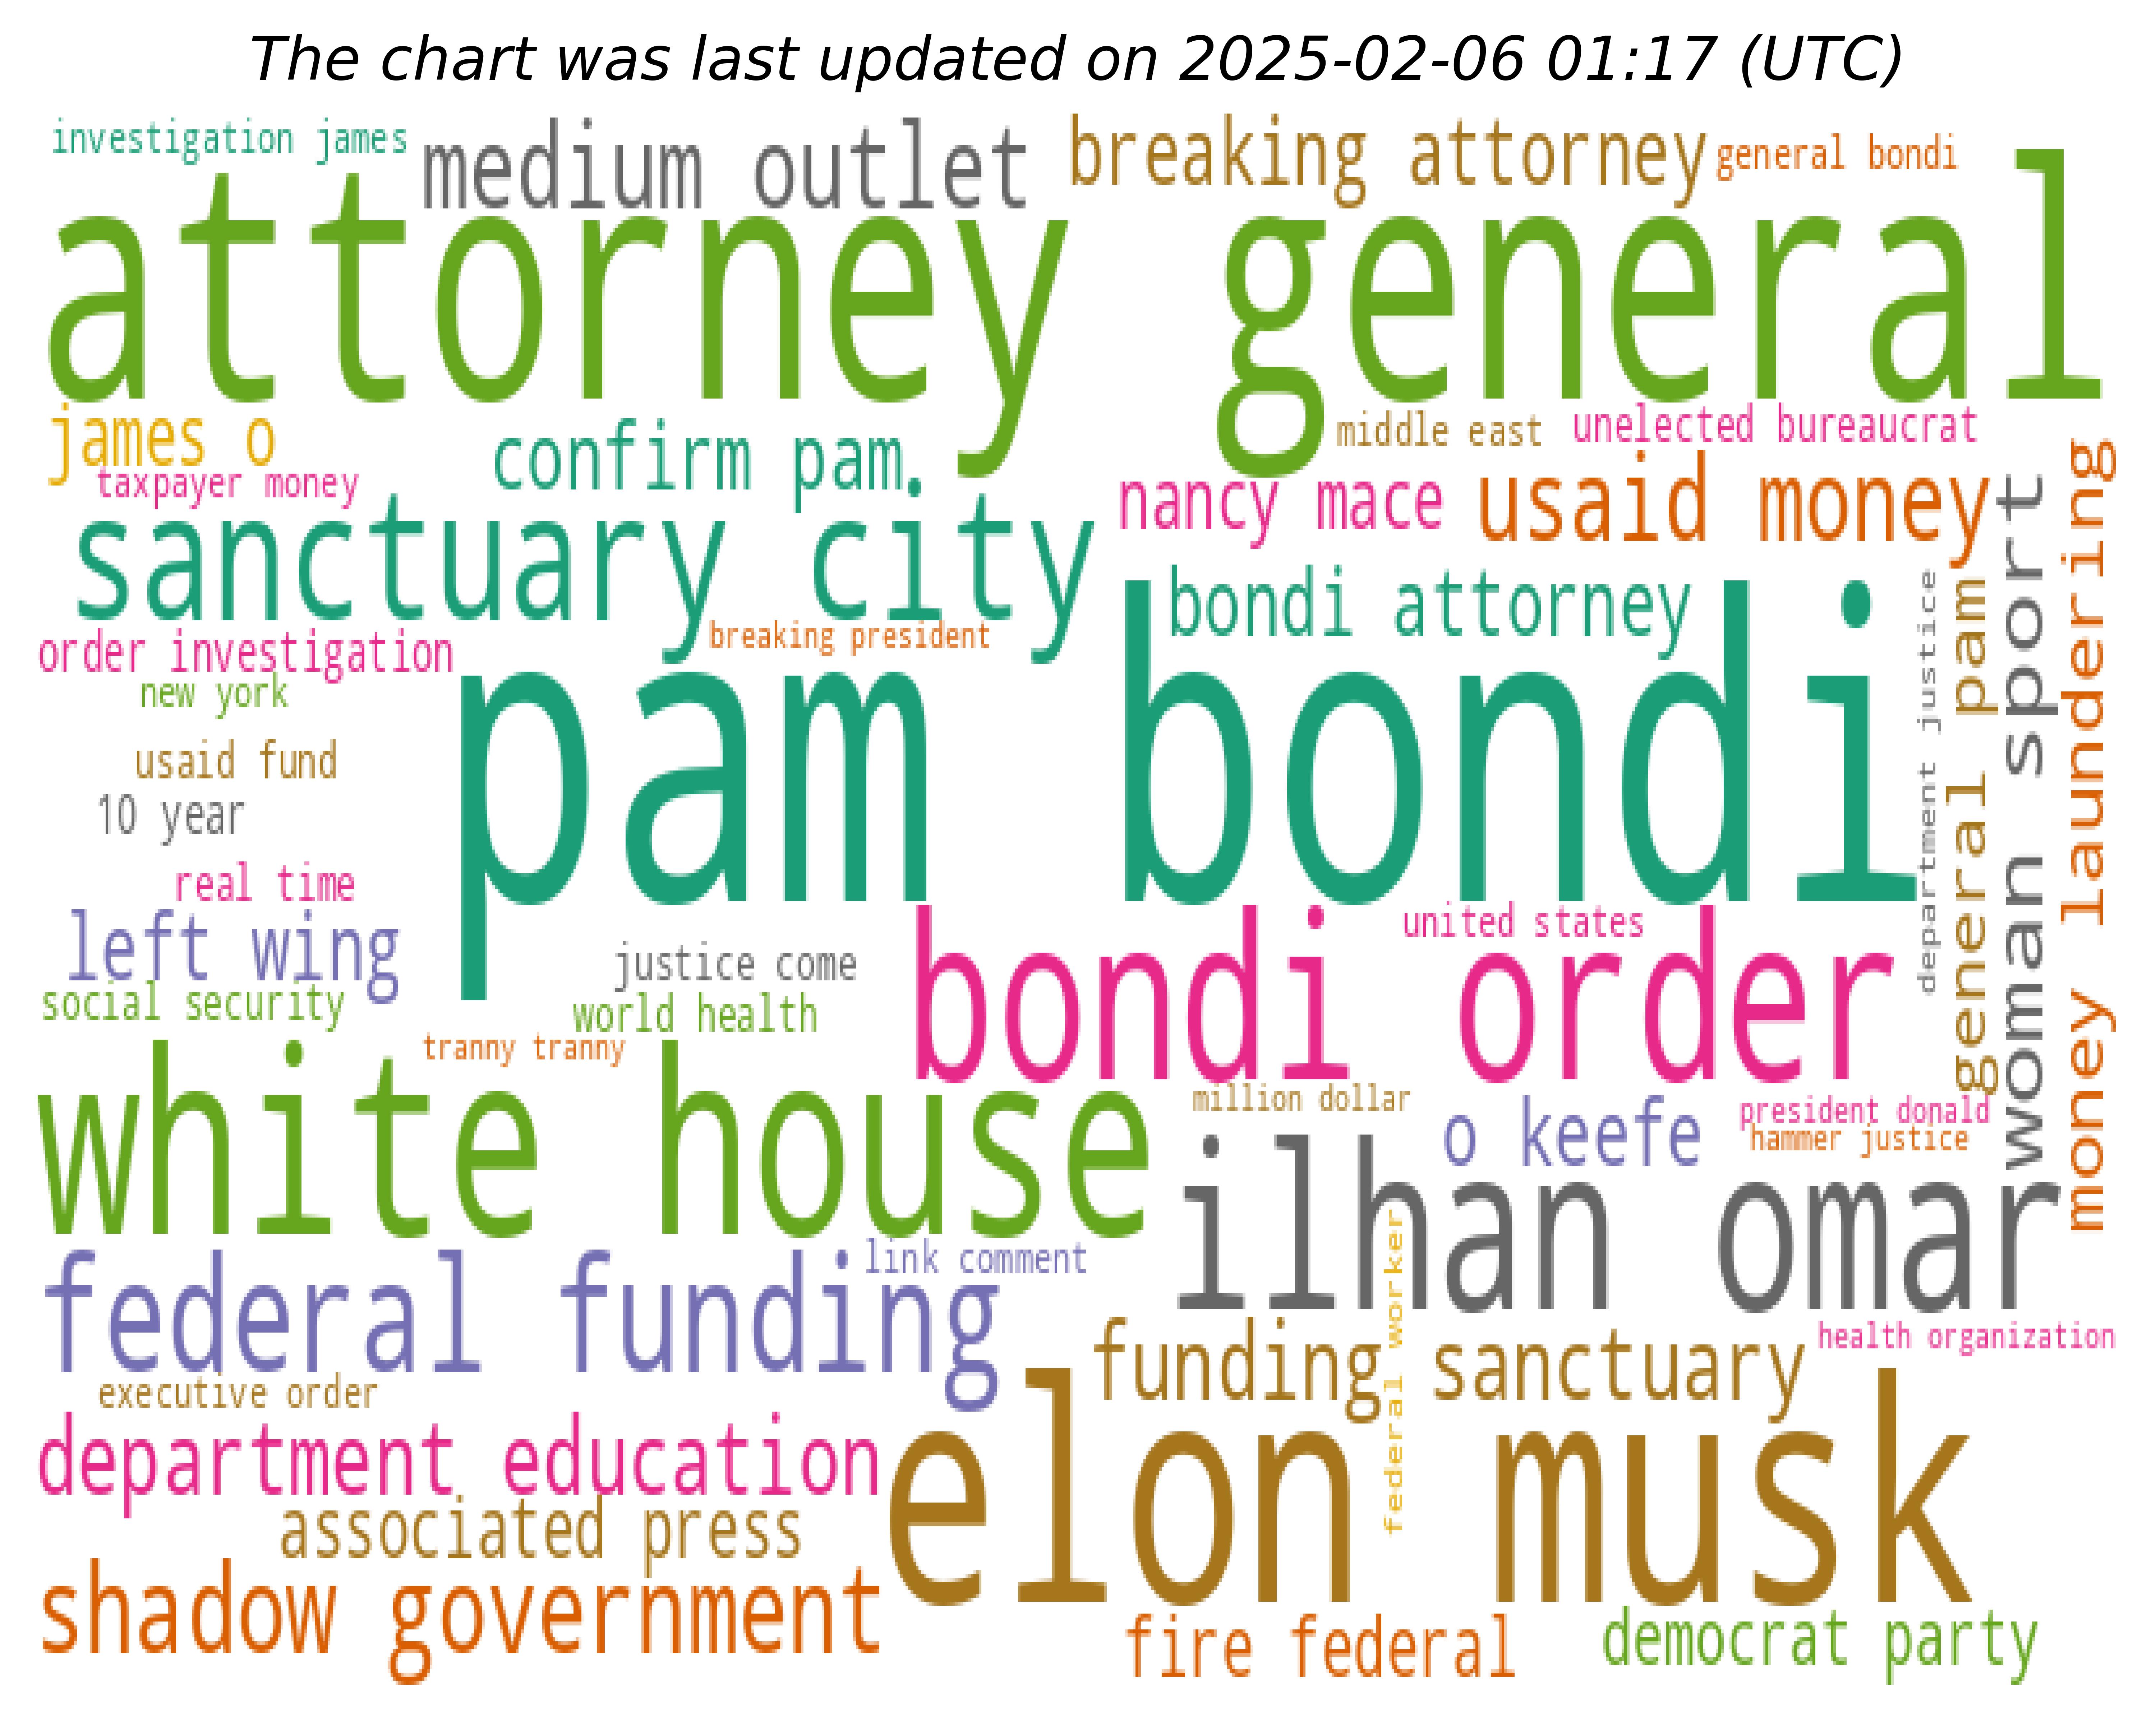 The chart was last updated on 2025-02-06 01:17 (UTC)
investigation james
medium outlet
breaking attorney
general bondi
attorney general
james o
confirm pam
middle east
unelected bureaucrat
taxpayer money
sanctuary city
nancy mace
usaid money
bondi attorney
order investigation
breaking president
new york
pam bondi
usaid fund
10 year
real time
left wing
justice come
united states
bondi order
social security
world health
tranny tranny
department justice
general pam
woman sport
money laundering
white house
million dollar
o keefe
president donald
hammer justice
ilhan omar
federal funding
link comment
federal worker
funding sanctuary
health organization
executive order
department education
elon musk
associated press
shadow government
fire federal
democrat party